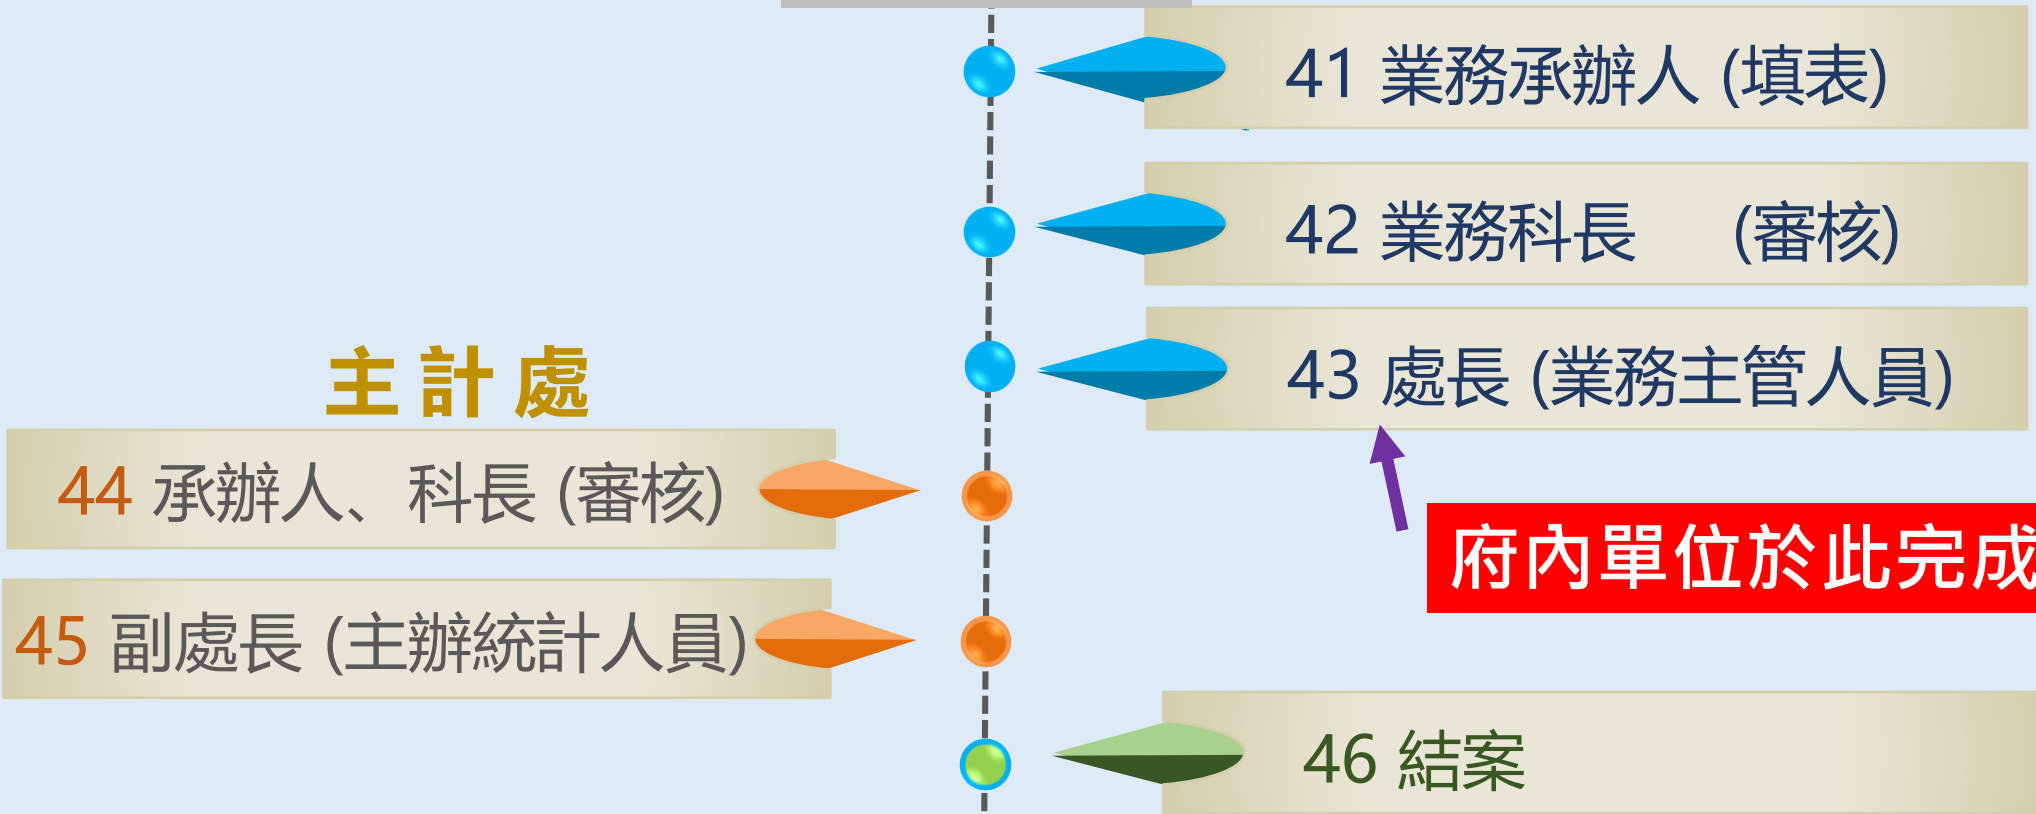 41 業務承辦人 (填表)
42 業務科長 (審核)
43 處長 (業務主管人員)
主計處
44 承辦人、科長 (審核)
府內單位於此完成
45 副處長 (主辦統計人員)
46 結案